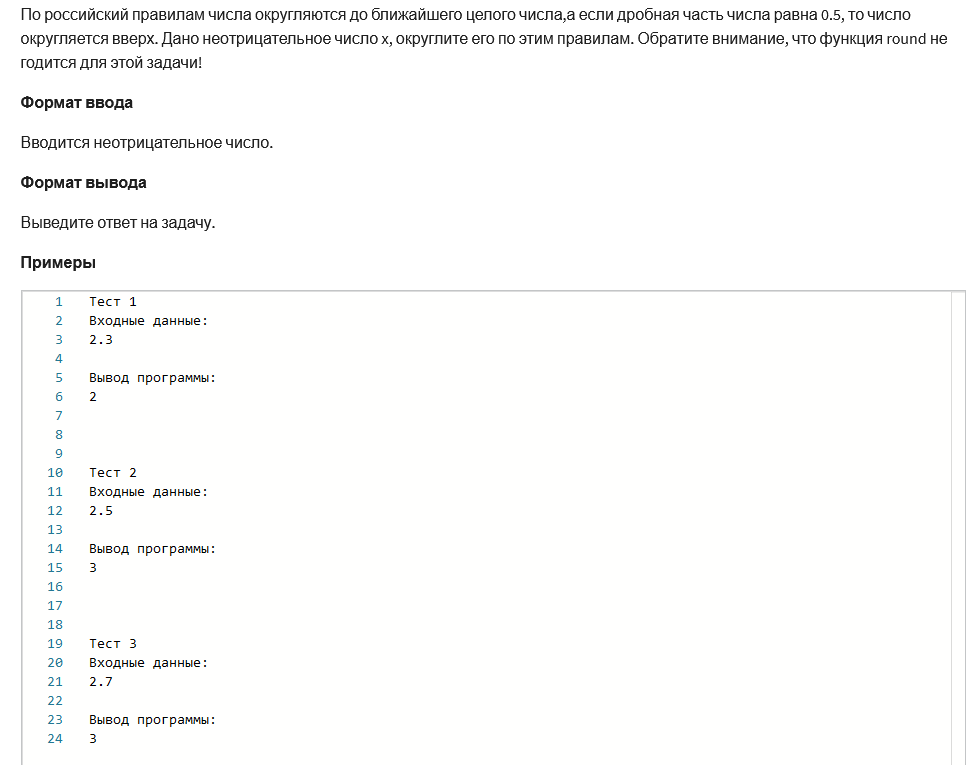 По российский правилам числа округляются до ближайшего целого числа,а если дробная часть числа равна 0.5, то число
округляется вверх. Дано неотрицательное число x, округлите его по этим правилам. Обратите внимание, что функция round не
годится для этой задачи!
Формат ввода
Вводится неотрицательное число.
Формат вывода
Выведите ответ на задачу.
Примеры
1 Тест 1
2 Входные данные:
3 2.3
4
5 Вывод программы:
6 2
7
8
9
10 Тест 2
11 Входные данные:
12 2.5
13
14 Вывод программы:
15 3
16
17
18
19 Тест 3
20 Входные данные:
21 2.7
22
23 Вывод программы:
24 3